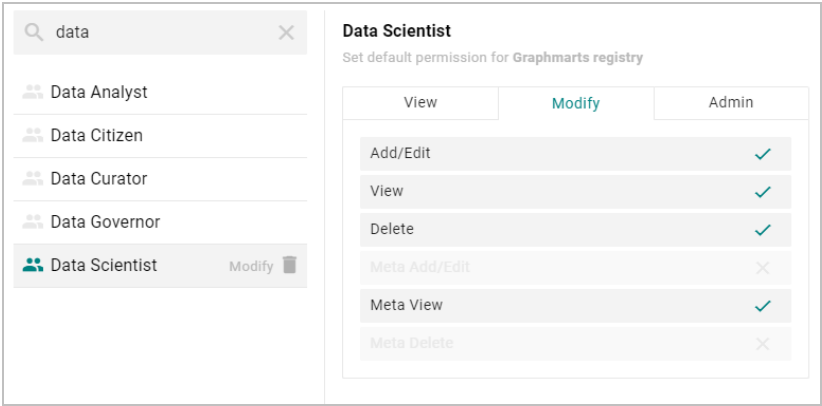 data
Data Analyst
Data Citizen
Data Curator
Data Governor
Data Scientist Modify
Data Scientist
Set default permission for Graphmarts registry
View Modify Admin
Add/Edit
View
Delete
Meta Add/Edit
Meta View
Meta Delete